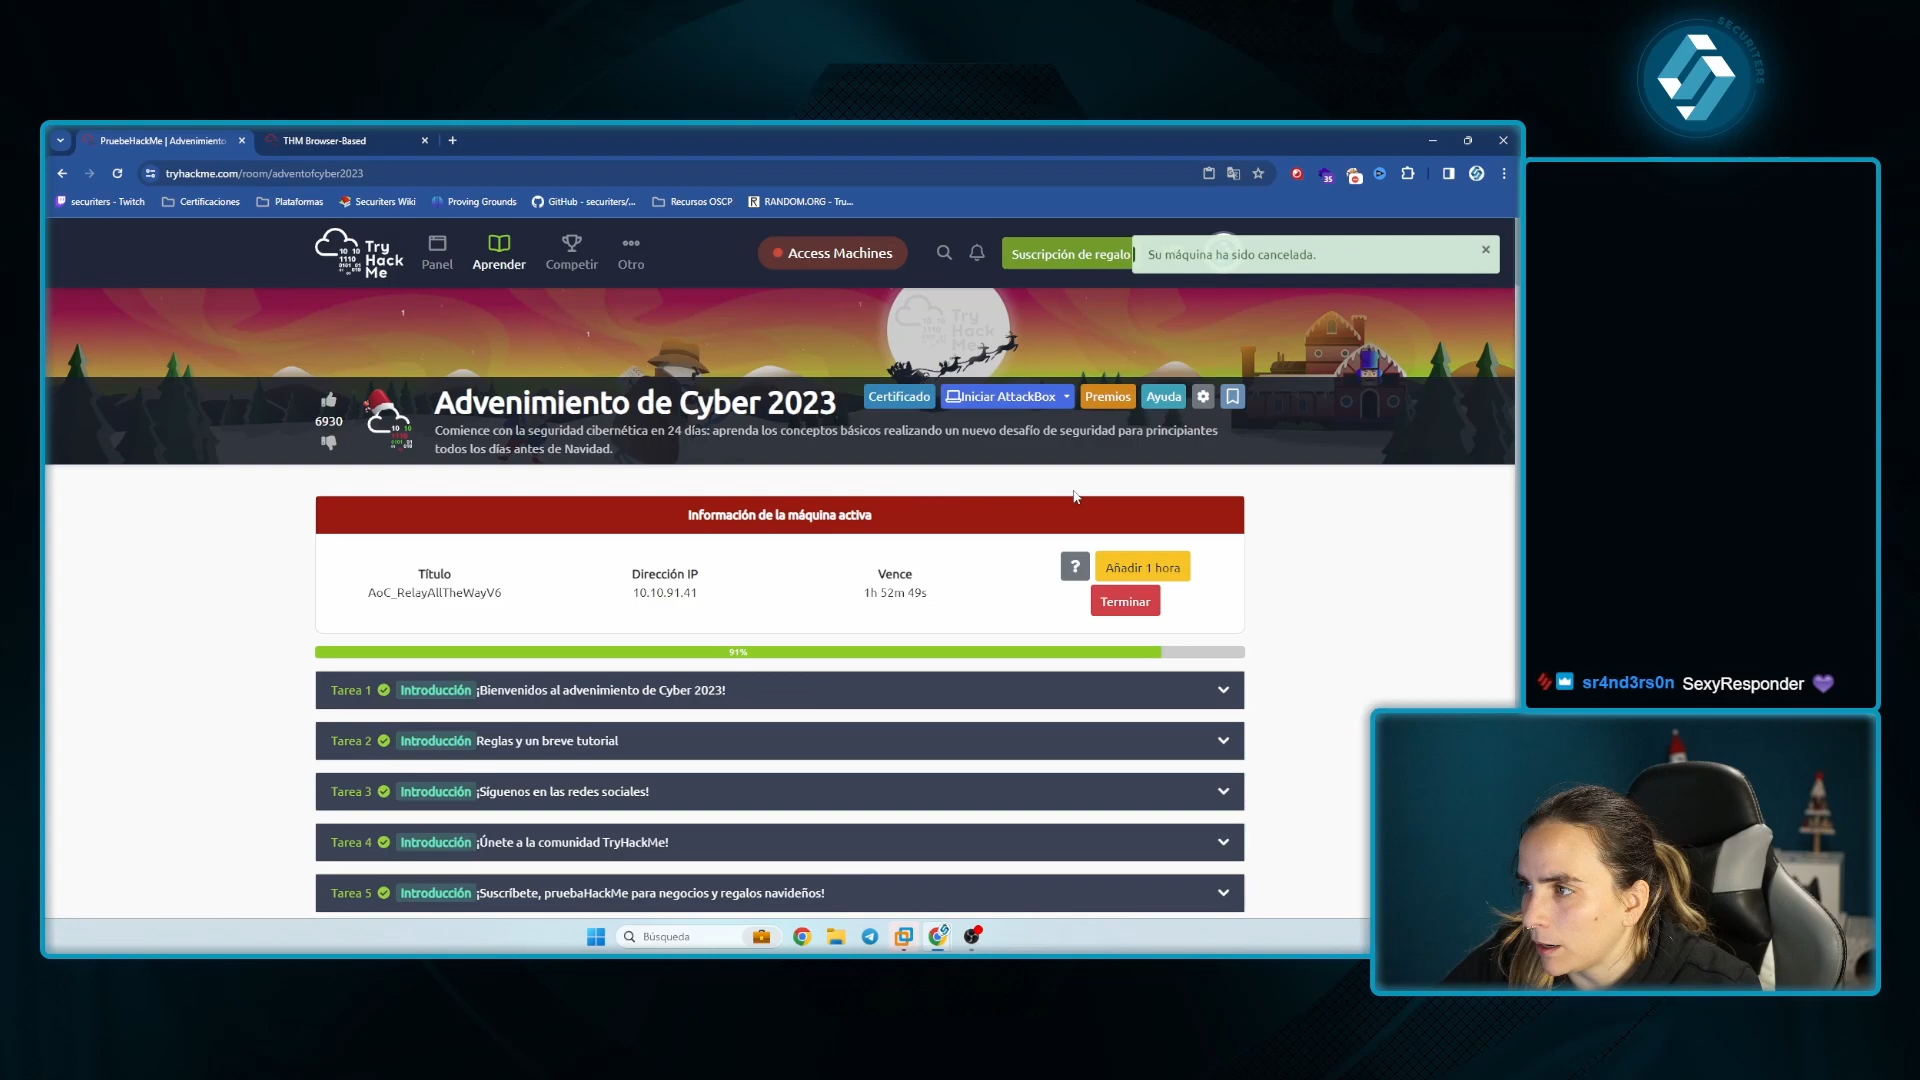 SECURITERS
PruebeHackMe | Advenimiento
THM Browser-Based
tryhackme.com/room/adventofcyber2023
35
securiters - Twitch
Certificaciones
Plataformas
Securiters Wiki
Proving Grounds
GitHub - securiters/...
Recursos OSCP
RANDOM.ORG - Tru...
Try
Hack
Me
Panel
Aprender
Competir
Otro
Access Machines
Suscripción de regalo
Su máquina ha sido cancelada.
Try
Hack
Me
6930
Advenimiento de Cyber 2023
Certificado
Iniciar AttackBox
Premios
Ayuda
Comience con la seguridad cibernética en 24 días: aprenda los conceptos básicos realizando un nuevo desafío de seguridad para principiantes
todos los días antes de Navidad.
Información de la máquina activa
Título
Dirección IP
Vence
?
Añadir 1 hora
AoC_RelayAllTheWayV6
10.10.91.41
1h 52m 49s
Terminar
91%
Tarea 1 Introducción ¡Bienvenidos al advenimiento de Cyber 2023!
Tarea 2 Introducción Reglas y un breve tutorial
Tarea 3 Introducción ¡Síguenos en las redes sociales!
Tarea 4 Introducción ¡Únete a la comunidad TryHackMe!
Tarea 5 Introducción ¡Suscríbete, pruebaHackMe para negocios y regalos navideños!
Búsqueda
sr4nd3rs0n SexyResponder